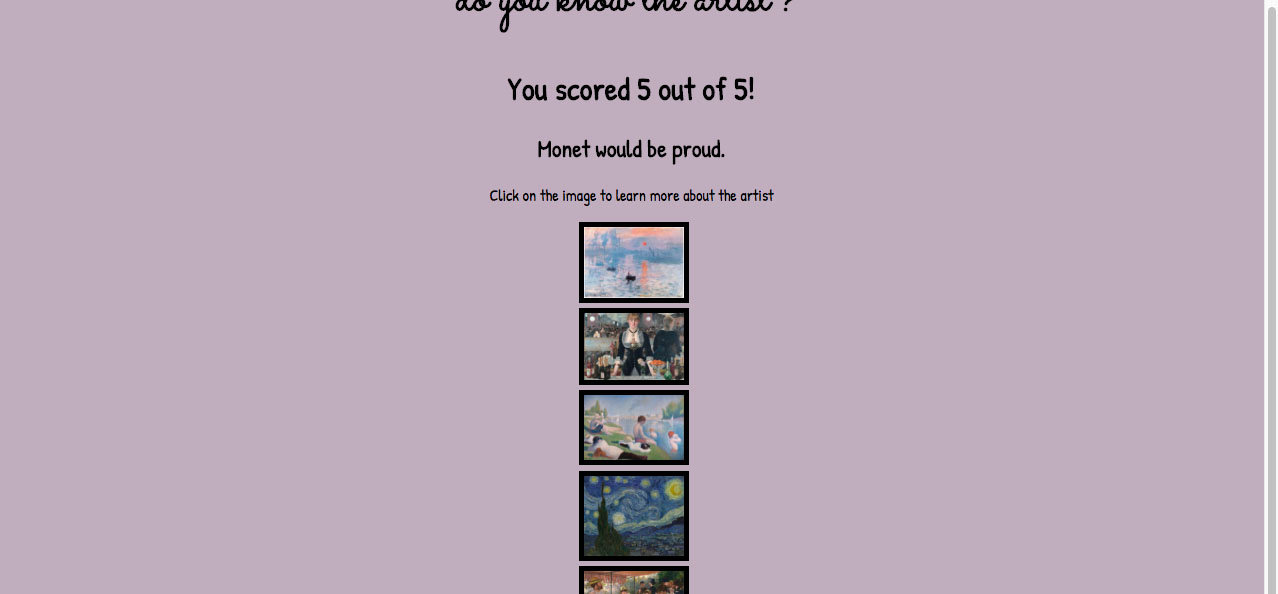 do you know the artist ?
You scored 5 out of 5!
Monet would be proud.
Click on the image to learn more about the artist